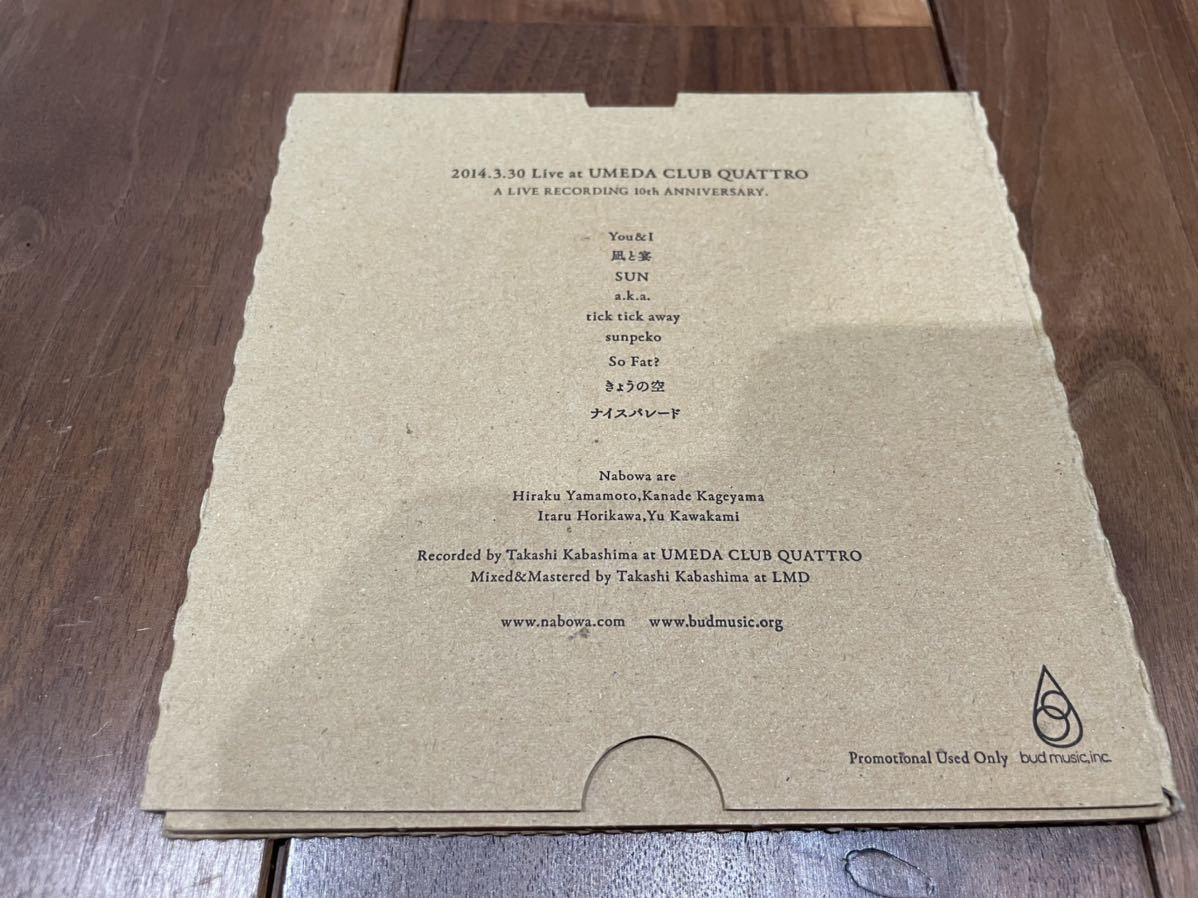 2014.3.30 Live at UMEDA CLUB QUATTRO
A LIVE RECORDING 10th ANNIVERSARY.
You&I
凪と宴
SUN
a.k.a.
tick tick away
sunpeko
So Fat?
きょうの空
ナイスパレード
Nabowa are
Hiraku Yamamoto,Kanade Kageyama
Itaru Horikawa,Yu Kawakami
Recorded by Takashi Kabashima at UMEDA CLUB QUATTRO
Mixed&Mastered by Takashi Kabashima at LMD
www.nabowa.com www.budmusic.org
Promotional Used Only bud music,inc.